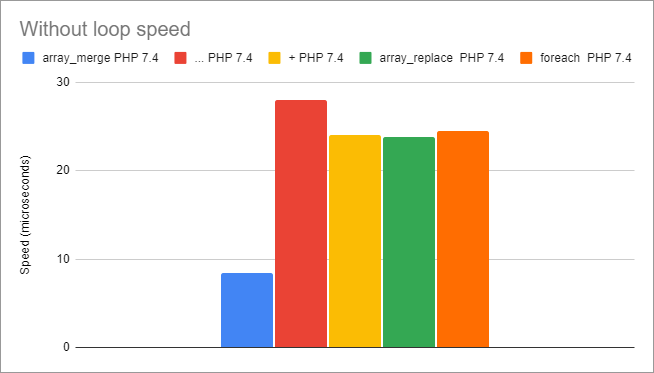 Without loop speed
array_merge PHP 7.4 ... PHP 7.4 + PHP 7.4 array_replace PHP 7.4 foreach PHP 7.4
30
20
10
0
Speed (microseconds)